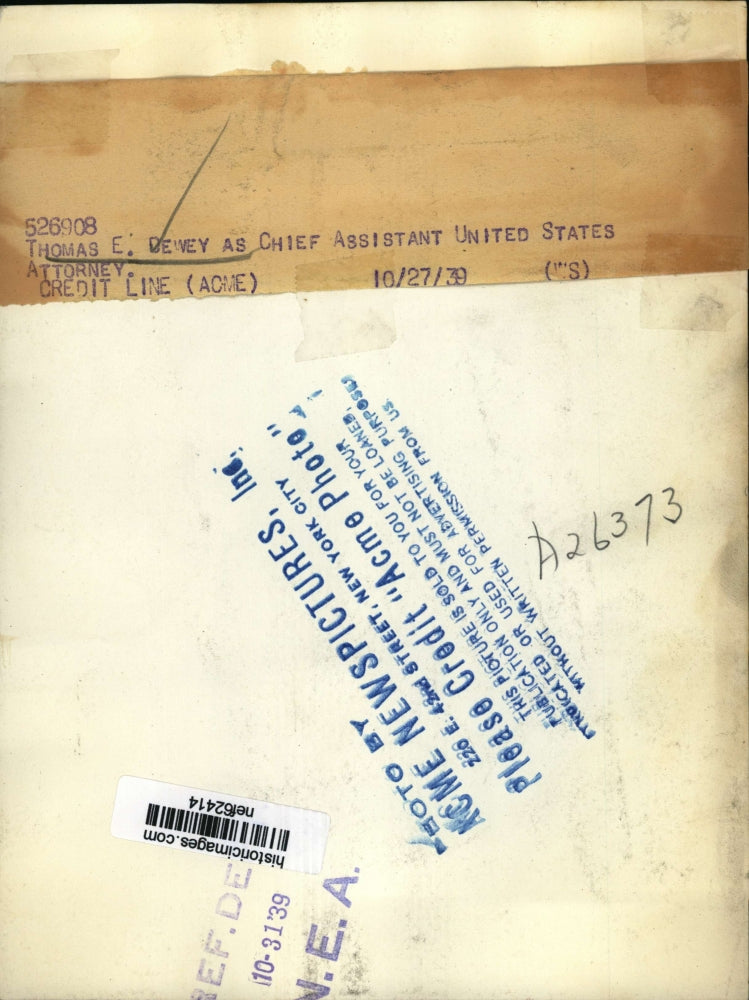 526908
THOMAS E. DEWEY AS CHIEF ASSISTANT UNITED STATES
ATTORNEY.
CREDIT LINE (ACME) 10/27/39 (WS)
PHOTO BY
ACME NEWSPICTURES, Inc.
220 E. 42nd STREET, NEW YORK CITY
Please Credit "Acme Photo"
THIS PICTURE IS SOLD TO YOU FOR YOUR
PUBLICATION ONLY AND MUST NOT BE LOANED,
SYNDICATED OR USED FOR ADVERTISING PURPOSES
WITHOUT WRITTEN PERMISSION FROM US.
A26373
historicimages.com
nef62414
REF. DE
10-31'39
N.E.A.